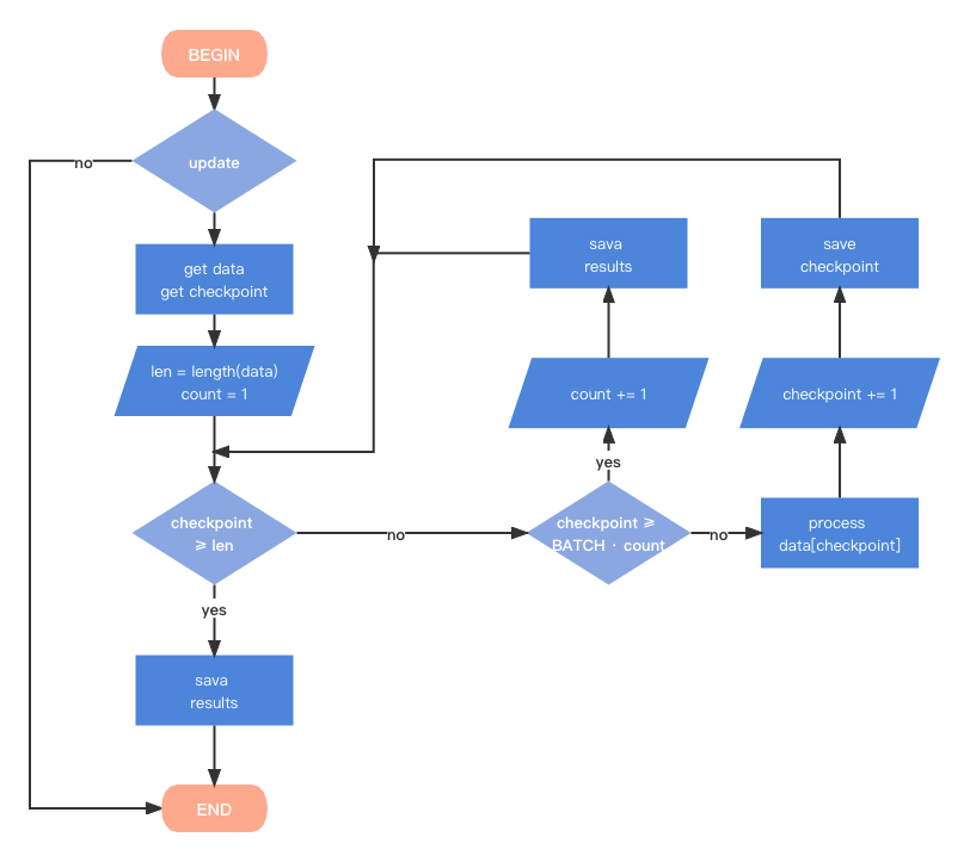 BEGIN
no
update
get data
get checkpoint
len = length(data)
count = 1
checkpoint
⩾ len
yes
sava
results
END
no
checkpoint ⩾
BATCH · count
yes
count += 1
sava
results
no
process
data[checkpoint]
checkpoint += 1
save
checkpoint